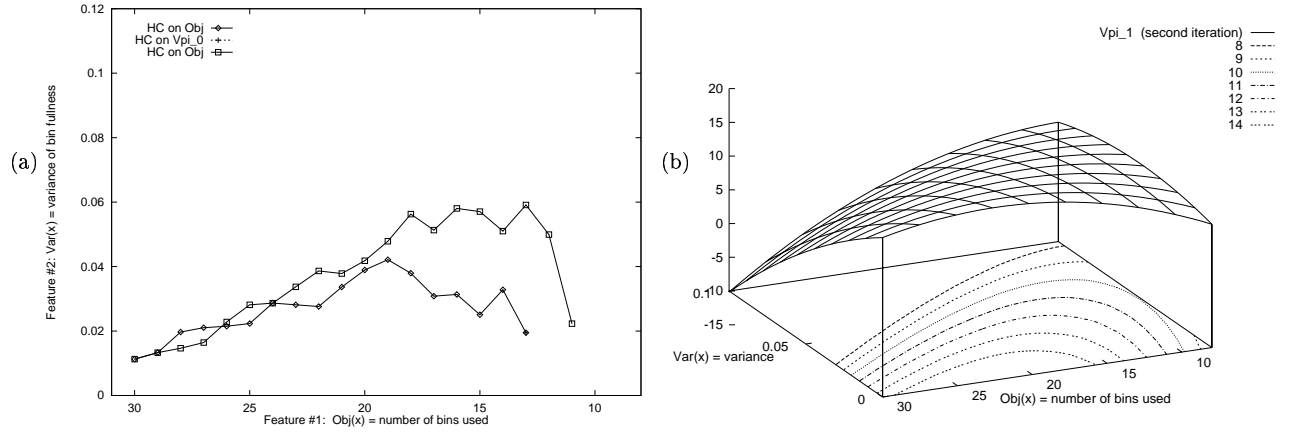 (a)
Feature #2: Var(x) = variance of bin fullness
0.12
0.1
0.08
0.06
0.04
0.02
0
HC on Obj
HC on Vpi_0
HC on Obj
30 25 20 15 10
Feature #1: Obj(x) = number of bins used
(b)
Vpi_1 (second iteration)
8
9
10
11
12
13
14
20
15
10
5
0
-5
-10
-15
0.1
0.05
0
Var(x) = variance
30 25 20 15 10
Obj(x) = number of bins used